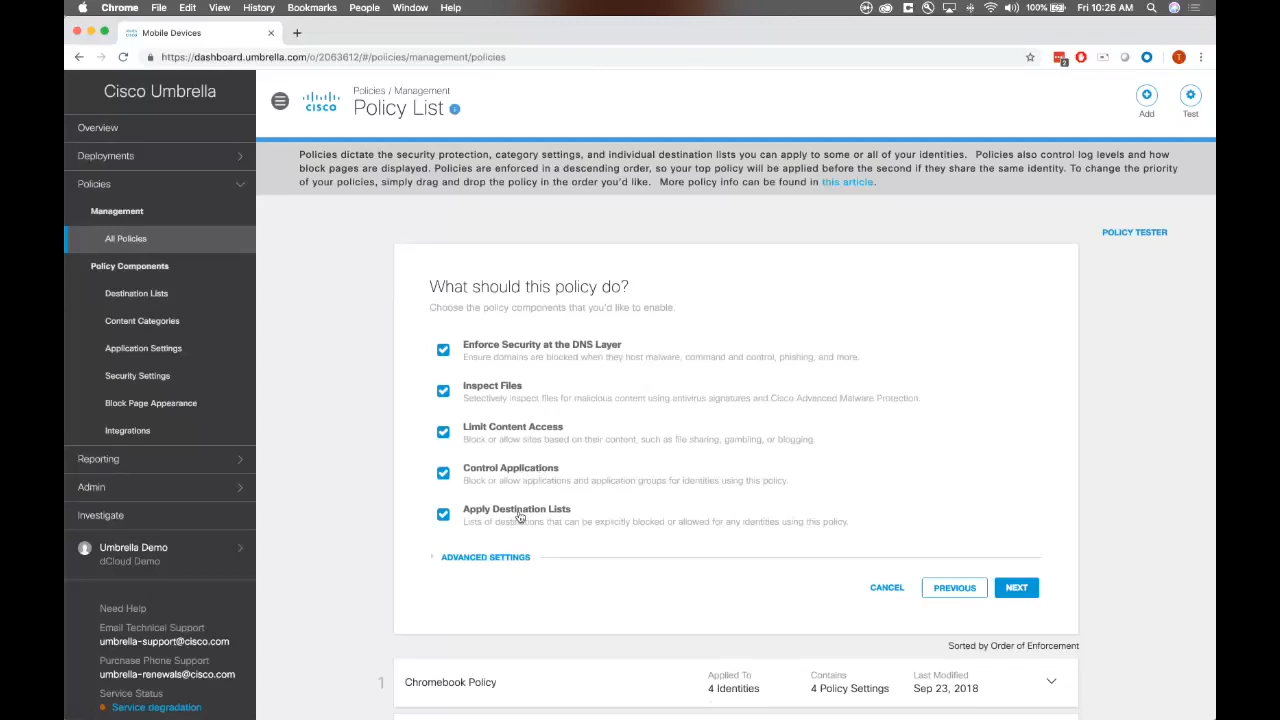 Chrome File Edit View History Bookmarks People Window Help 100% Fri 10:26 AM
Mobile Devices
https://dashboard.umbrella.com/o/2063612/#/policies/management/policies
2
T
Cisco Umbrella
Overview
Deployments
Policies
Management
All Policies
Policy Components
Destination Lists
Content Categories
Application Settings
Security Settings
Block Page Appearance
Integrations
Reporting
Admin
Investigate
Umbrella Demo
dCloud Demo
Need Help
Email Technical Support
umbrella-support@cisco.com
Purchase Phone Support
umbrella-renewals@cisco.com
Service Status
Service degradation
CISCO
Policies / Management
Policy List
Add
Test
Policies dictate the security protection, category settings, and individual destination lists you can apply to some or all of your identities. Policies also control log levels and how
block pages are displayed. Policies are enforced in a descending order, so your top policy will be applied before the second if they share the same identity. To change the priority
of your policies, simply drag and drop the policy in the order you'd like. More policy info can be found in this article.
POLICY TESTER
What should this policy do?
Choose the policy components that you'd like to enable.
Enforce Security at the DNS Layer
Ensure domains are blocked when they host malware, command and control, phishing, and more.
Inspect Files
Selectively inspect files for malicious content using antivirus signatures and Cisco Advanced Malware Protection.
Limit Content Access
Block or allow sites based on their content, such as file sharing, gambling, or blogging.
Control Applications
Block or allow applications and application groups for identities using this policy.
Apply Destination Lists
Lists of destinations that can be explicitly blocked or allowed for any identities using this policy.
ADVANCED SETTINGS
CANCEL PREVIOUS NEXT
Sorted by Order of Enforcement
1 Chromebook Policy
Applied To
4 Identities
Contains
4 Policy Settings
Last Modified
Sep 23, 2018